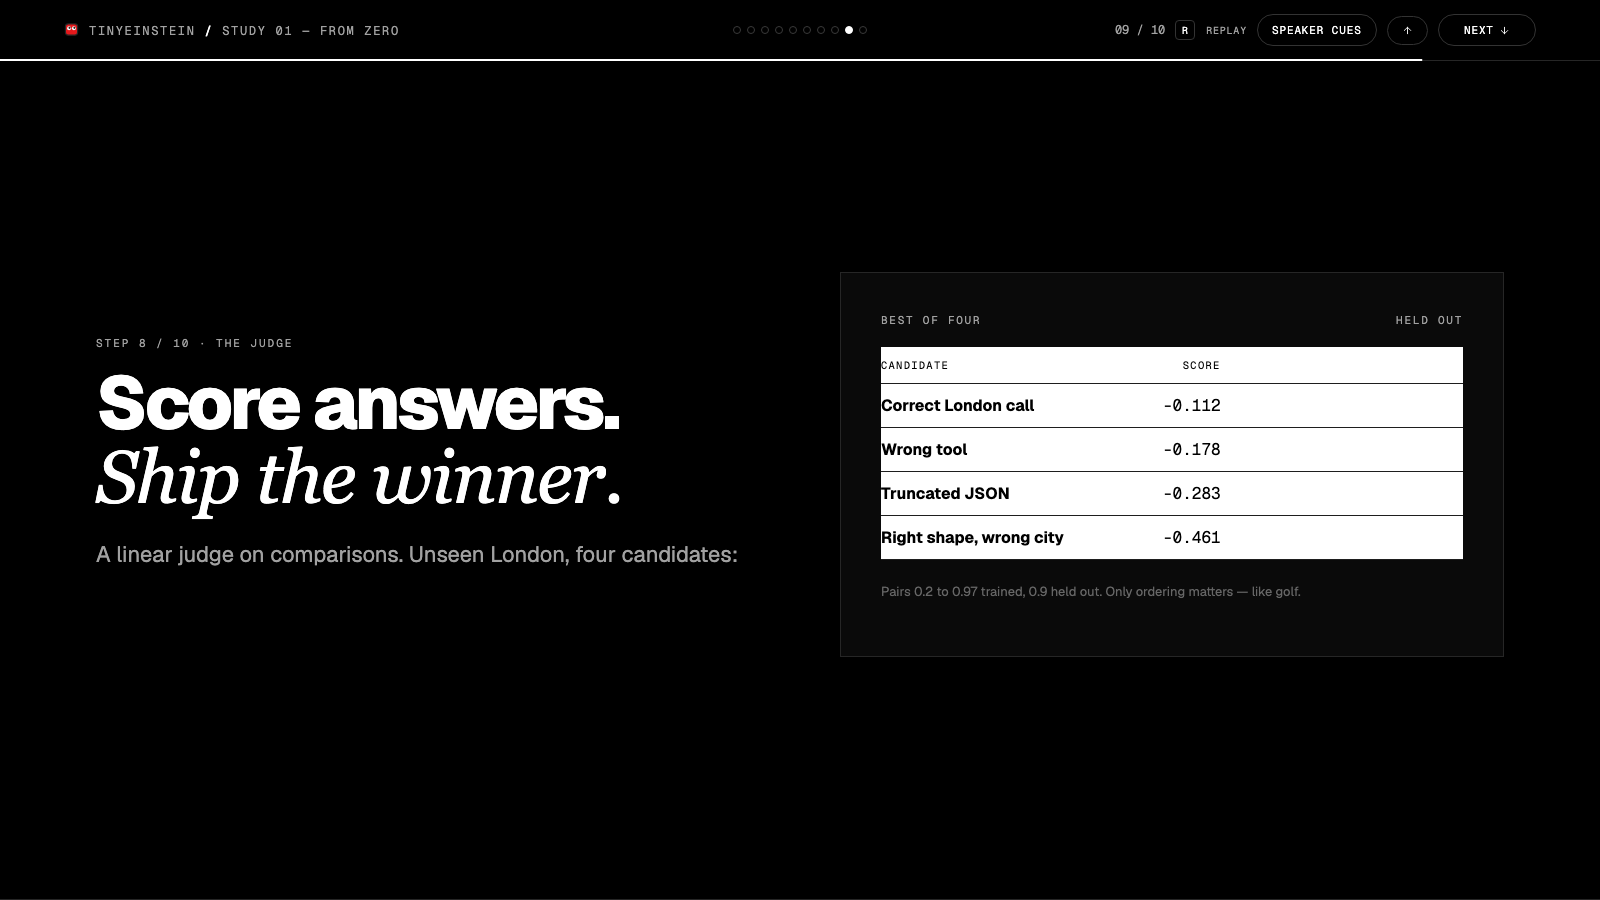 TINYEINSTEIN / STUDY 01 — FROM ZERO
09 / 10 R REPLAY SPEAKER CUES ↑ NEXT ↓
STEP 8 / 10 · THE JUDGE
Score answers.
Ship the winner.
A linear judge on comparisons. Unseen London, four candidates:
BEST OF FOUR HELD OUT
CANDIDATE SCORE
Correct London call -0.112
Wrong tool -0.178
Truncated JSON -0.283
Right shape, wrong city -0.461
Pairs 0.2 to 0.97 trained, 0.9 held out. Only ordering matters — like golf.